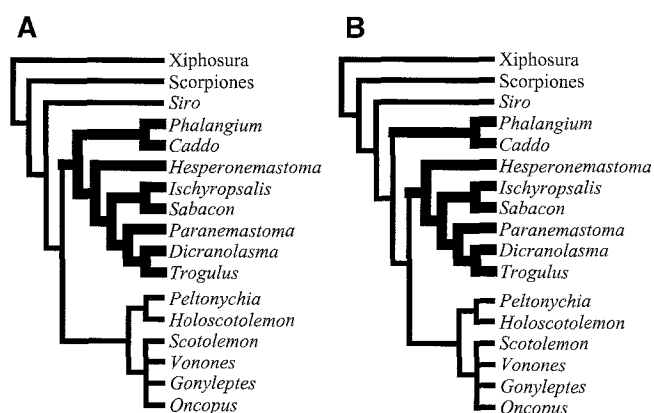 A
Xiphosura
Scorpiones
Siro
Phalangium
Caddo
Hesperonemastoma
Ischyropsalis
Sabacon
Paranemastoma
Dicranolasma
Trogulus
Peltonychia
Holoscotolemon
Scotolemon
Vonones
Gonyleptes
Oncopus
B
Xiphosura
Scorpiones
Siro
Phalangium
Caddo
Hesperonemastoma
Ischyropsalis
Sabacon
Paranemastoma
Dicranolasma
Trogulus
Peltonychia
Holoscotolemon
Scotolemon
Vonones
Gonyleptes
Oncopus